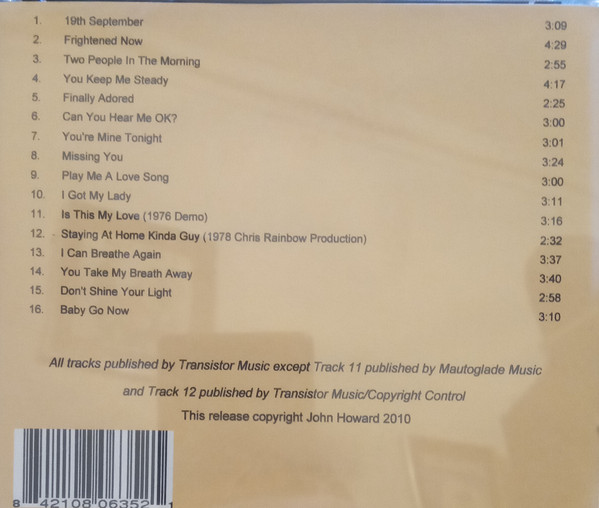 1. 19th September 3:09
2. Frightened Now 4:29
3. Two People In The Morning 2:55
4. You Keep Me Steady 4:17
5. Finally Adored 2:25
6. Can You Hear Me OK? 3:00
7. You're Mine Tonight 3:01
8. Missing You 3:24
9. Play Me A Love Song 3:00
10. I Got My Lady 3:11
11. Is This My Love (1976 Demo) 3:16
12. Staying At Home Kinda Guy (1978 Chris Rainbow Production) 2:32
13. I Can Breathe Again 3:37
14. You Take My Breath Away 3:40
15. Don't Shine Your Light 2:58
16. Baby Go Now 3:10
All tracks published by Transistor Music except Track 11 published by Mautoglade Music
and Track 12 published by Transistor Music/Copyright Control
This release copyright John Howard 2010
8 42108 06352 1